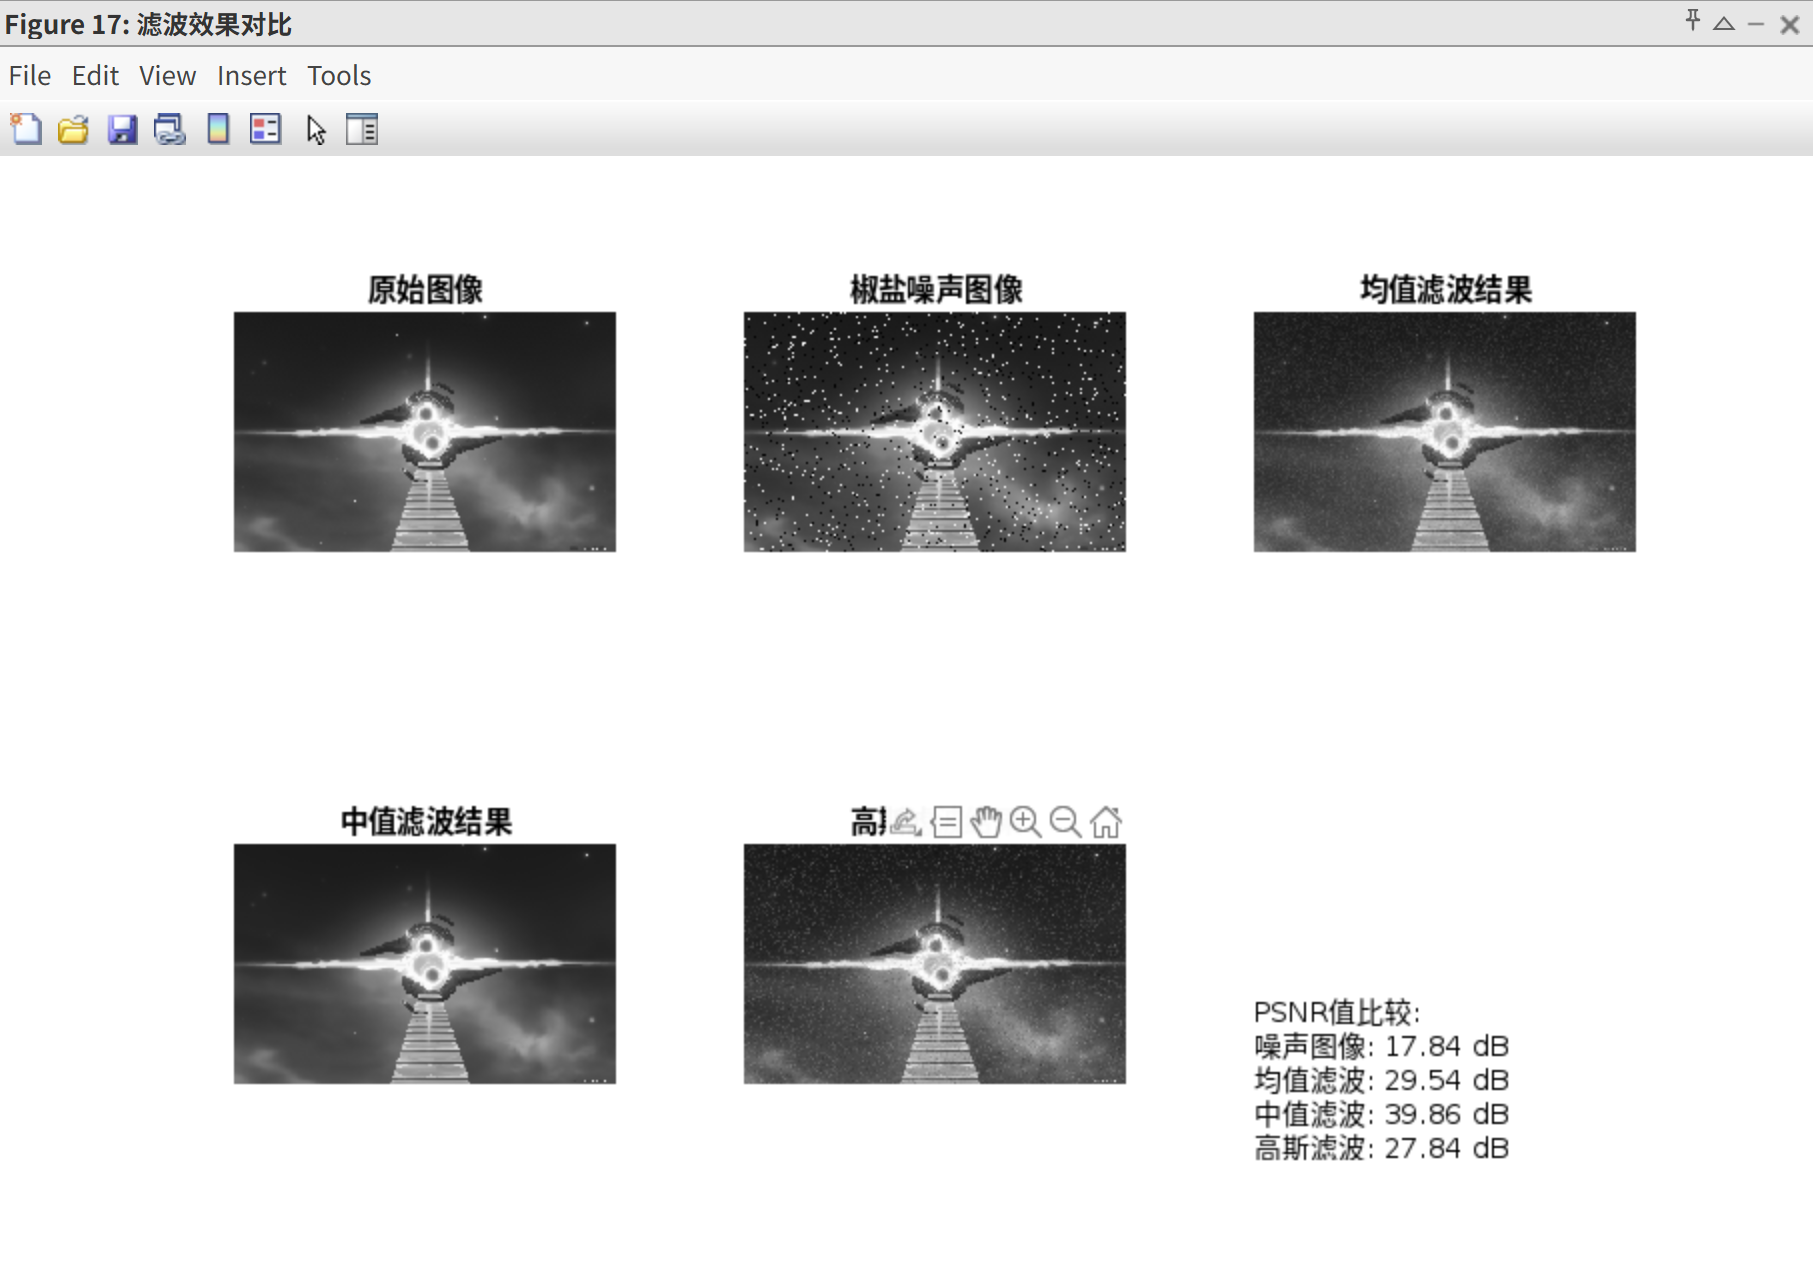 Figure 17: 滤波效果对比
File Edit View Insert Tools
原始图像
椒盐噪声图像
均值滤波结果
中值滤波结果
高
PSNR值比较:
噪声图像: 17.84 dB
均值滤波: 29.54 dB
中值滤波: 39.86 dB
高斯滤波: 27.84 dB